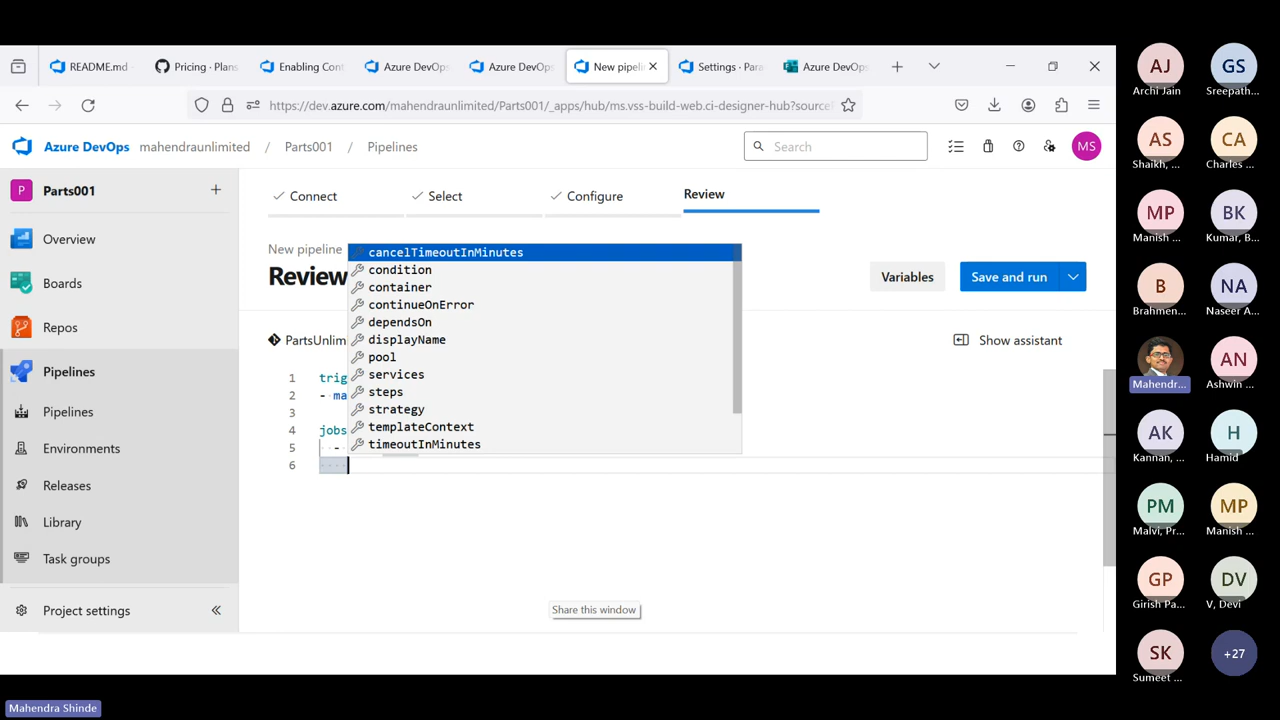 README.md
Pricing · Plans
Enabling Cont
Azure DevOp
Azure DevOp
New pipeli
Settings · Para
Azure DevOp
https://dev.azure.com/mahendraunlimited/Parts001/_apps/hub/ms.vss-build-web.ci-designer-hub?source
Azure DevOps
mahendraunlimited
/
Parts001
/
Pipelines
Search
MS
P
Parts001
Overview
Boards
Repos
Pipelines
Pipelines
Environments
Releases
Library
Task groups
Project settings
Connect
Select
Configure
Review
New pipeline
Review
Variables
Save and run
PartsUnlim
Show assistant
1 trig
2 - ma
3
4 jobs
5 -
6
cancelTimeoutInMinutes
condition
container
continueOnError
dependsOn
displayName
pool
services
steps
strategy
templateContext
timeoutInMinutes
Share this window
AJ
Archi Jain
GS
Sreepath...
AS
Shaikh, ...
CA
Charles ...
MP
Manish ...
BK
Kumar, B...
B
Brahmen...
NA
Naseer A...
Mahendr...
AN
Ashwin ...
AK
Kannan, ...
H
Hamid
PM
Malvi, Pr...
MP
Manish ...
GP
Girish Pa...
DV
V, Devi
SK
Sumeet ...
+27
Mahendra Shinde